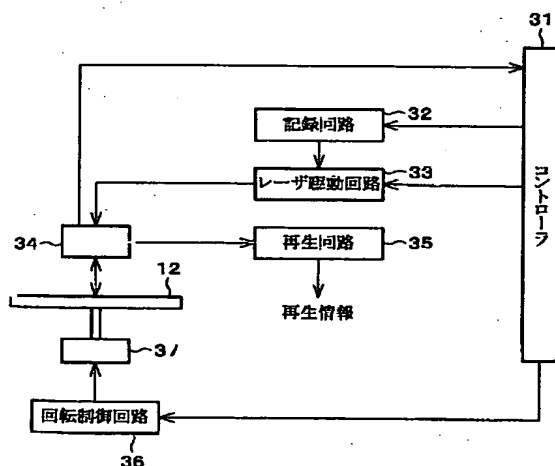 31
32
記録回路
33
レーザ駆動回路
コントローラ
34
再生回路
35
12
再生情報
37
回転制御回路
36